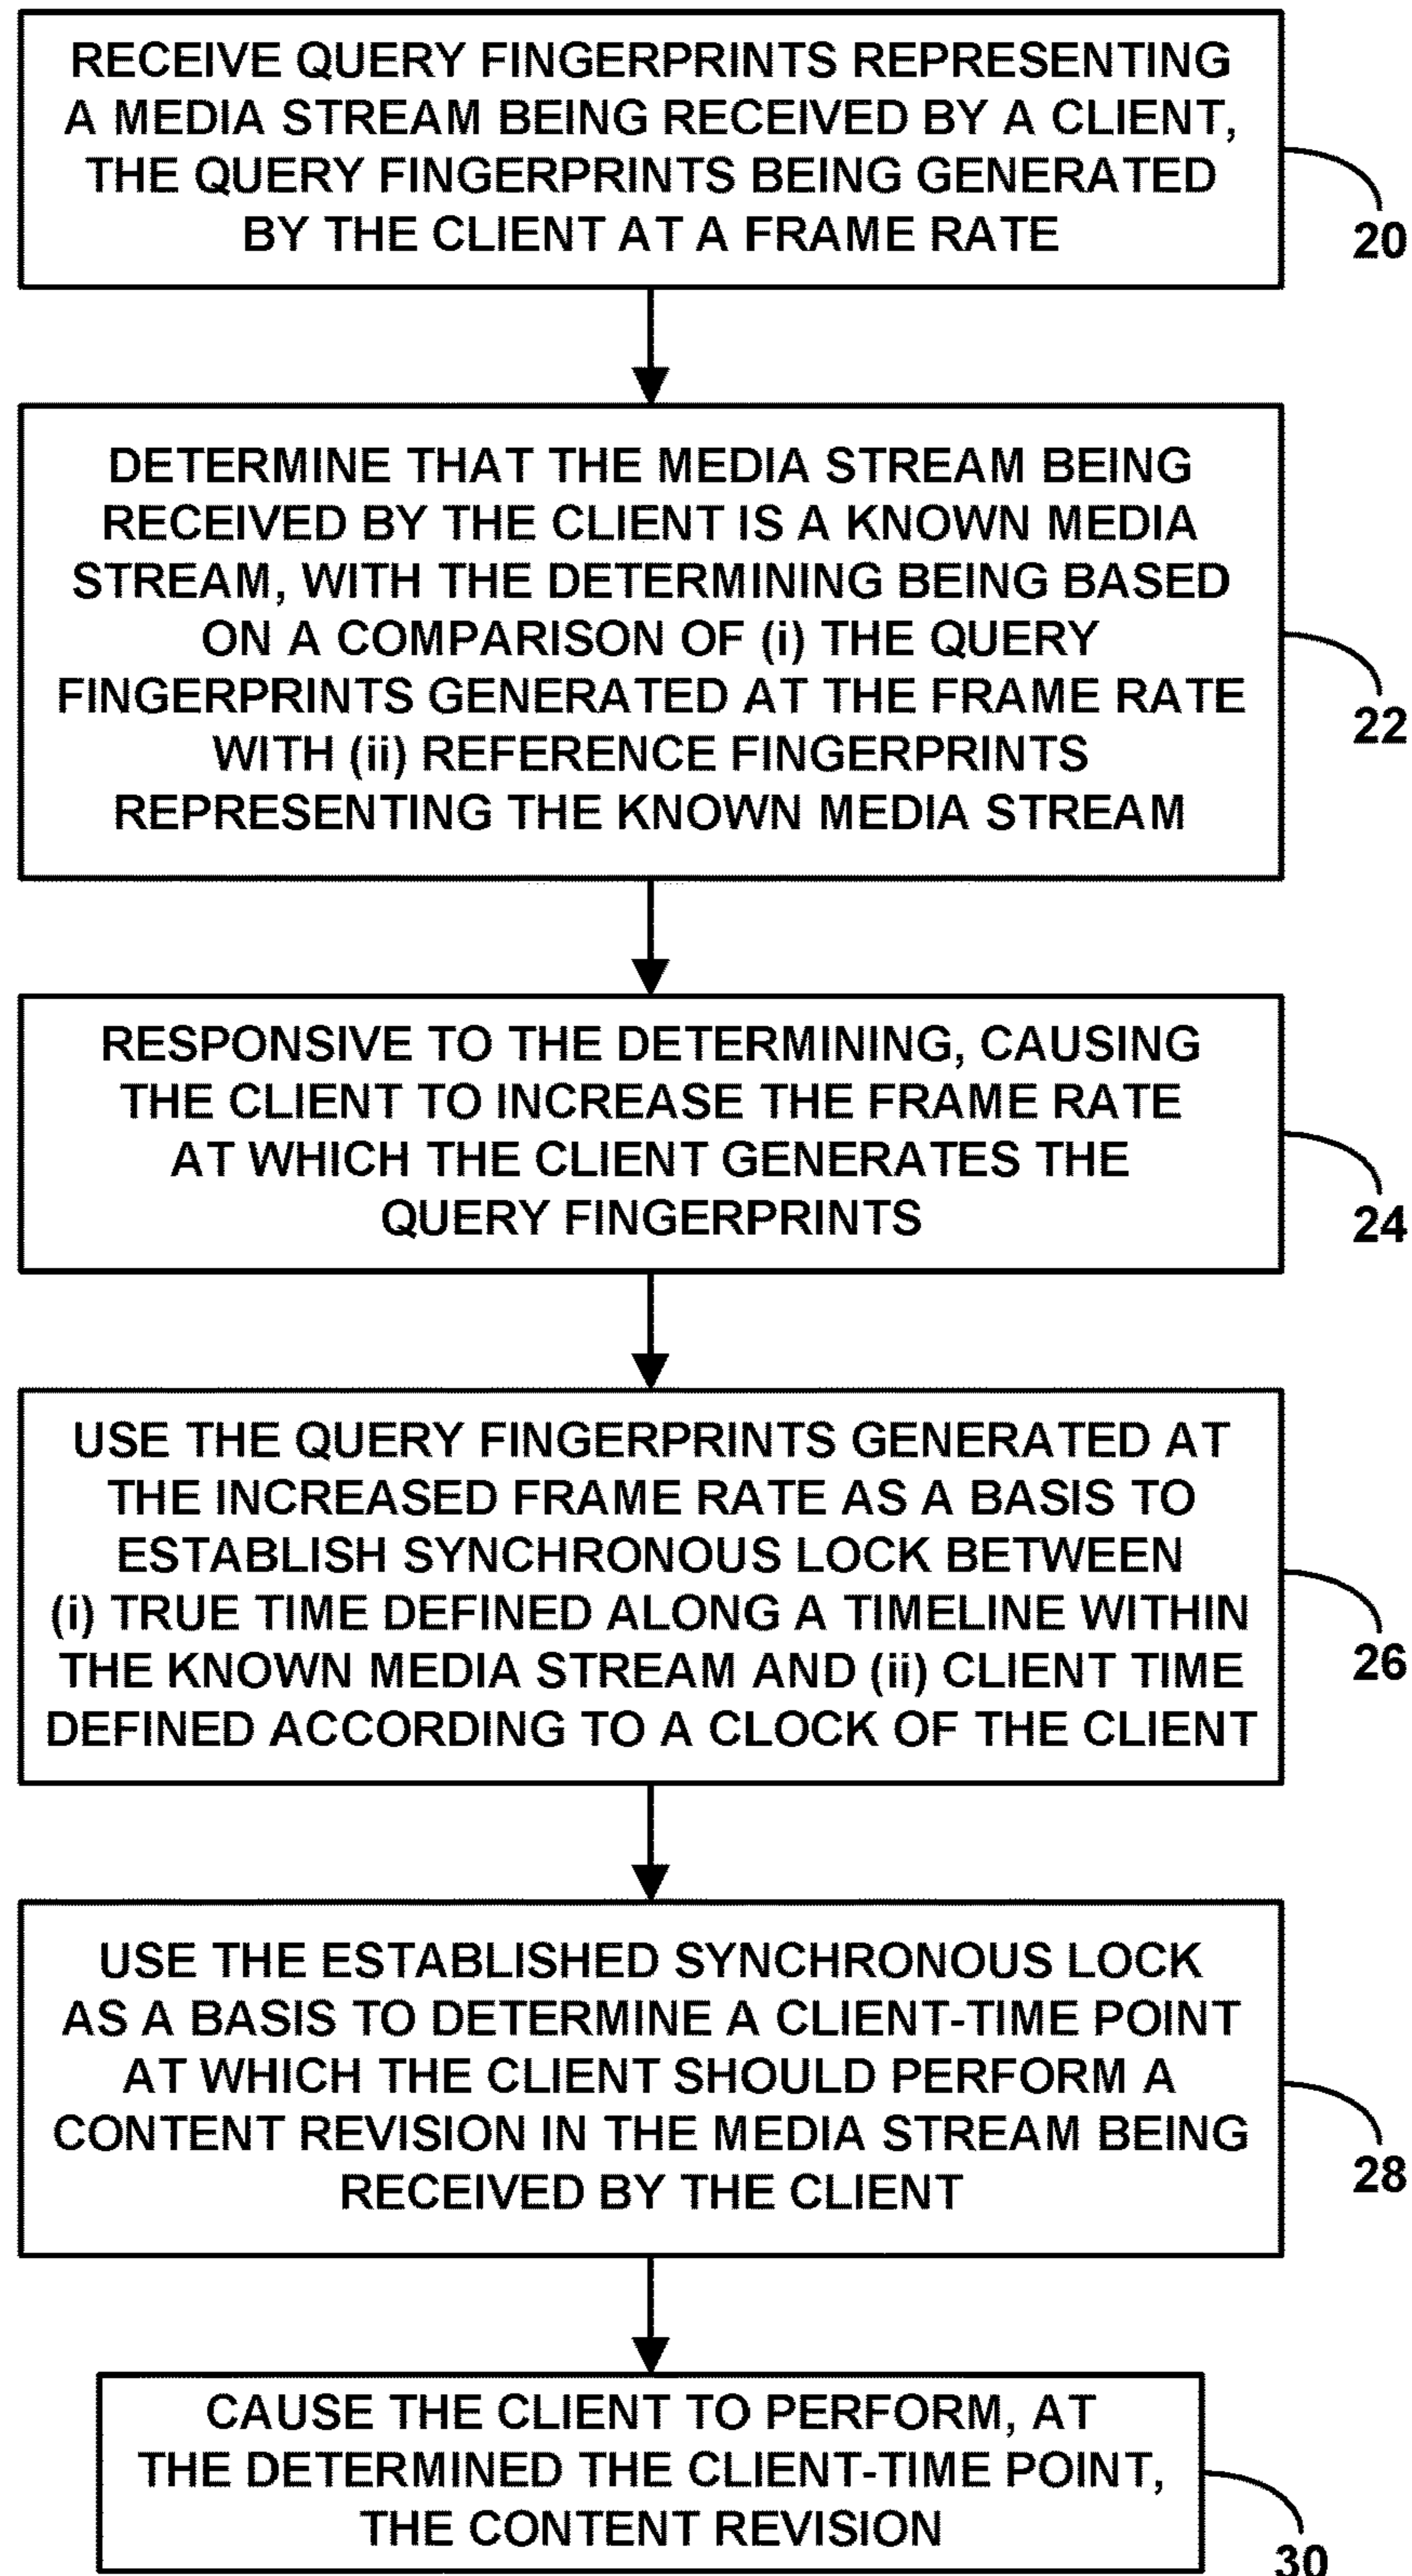 RECEIVE QUERY FINGERPRINTS REPRESENTING
A MEDIA STREAM BEING RECEIVED BY A CLIENT,
THE QUERY FINGERPRINTS BEING GENERATED
BY THE CLIENT AT A FRAME RATE
20
DETERMINE THAT THE MEDIA STREAM BEING
RECEIVED BY THE CLIENT IS A KNOWN MEDIA
STREAM, WITH THE DETERMINING BEING BASED
ON A COMPARISON OF (i) THE QUERY
FINGERPRINTS GENERATED AT THE FRAME RATE
WITH (ii) REFERENCE FINGERPRINTS
REPRESENTING THE KNOWN MEDIA STREAM
22
RESPONSIVE TO THE DETERMINING, CAUSING
THE CLIENT TO INCREASE THE FRAME RATE
AT WHICH THE CLIENT GENERATES THE
QUERY FINGERPRINTS
24
USE THE QUERY FINGERPRINTS GENERATED AT
THE INCREASED FRAME RATE AS A BASIS TO
ESTABLISH SYNCHRONOUS LOCK BETWEEN
(i) TRUE TIME DEFINED ALONG A TIMELINE WITHIN
THE KNOWN MEDIA STREAM AND (ii) CLIENT TIME
DEFINED ACCORDING TO A CLOCK OF THE CLIENT
26
USE THE ESTABLISHED SYNCHRONOUS LOCK
AS A BASIS TO DETERMINE A CLIENT-TIME POINT
AT WHICH THE CLIENT SHOULD PERFORM A
CONTENT REVISION IN THE MEDIA STREAM BEING
RECEIVED BY THE CLIENT
28
CAUSE THE CLIENT TO PERFORM, AT
THE DETERMINED THE CLIENT-TIME POINT,
THE CONTENT REVISION
30